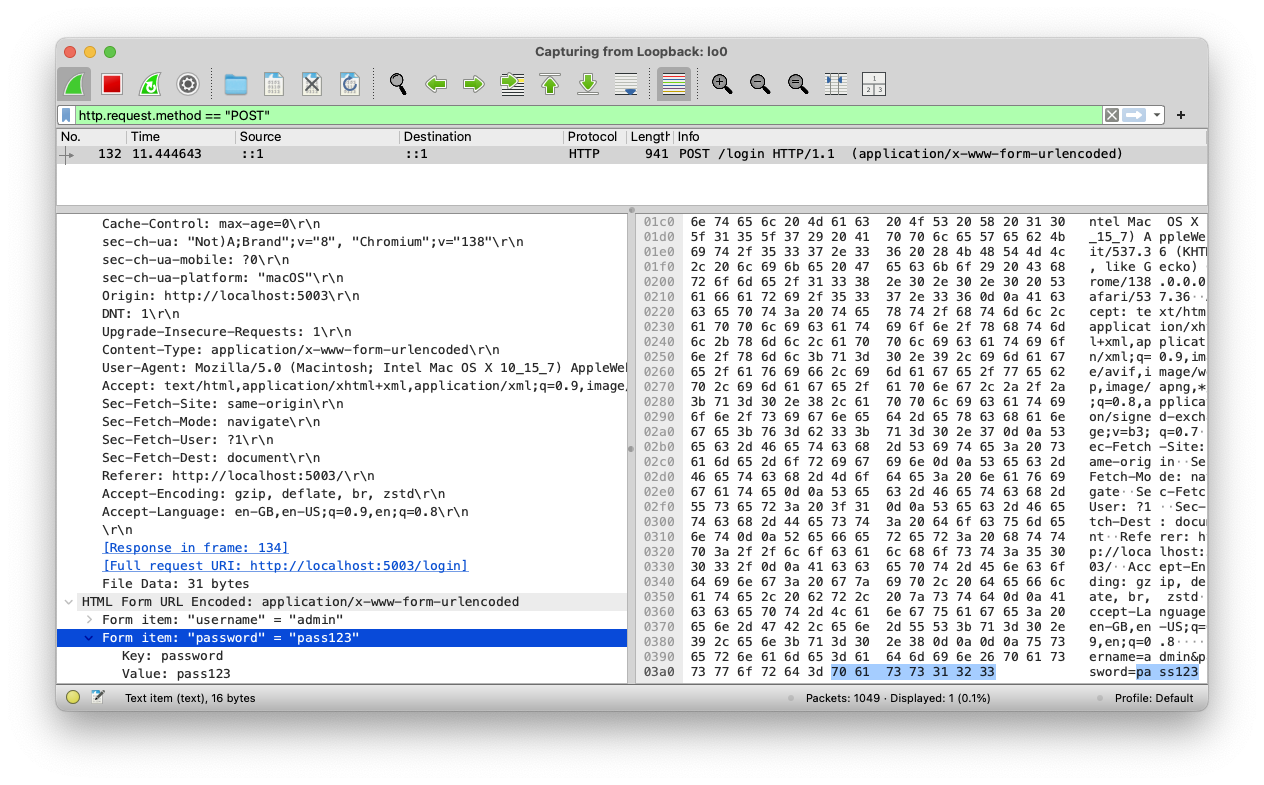 Capturing from Loopback: lo0
http.request.method == "POST"
No. Time Source Destination Protocol Length Info
132 11.444643 ::1 ::1 HTTP 941 POST /login HTTP/1.1 (application/x-www-form-urlencoded)
Cache-Control: max-age=0\r\n
sec-ch-ua: "Not)A;Brand";v="8", "Chromium";v="138"\r\n
sec-ch-ua-mobile: ?0\r\n
sec-ch-ua-platform: "macOS"\r\n
Origin: http://localhost:5003\r\n
DNT: 1\r\n
Upgrade-Insecure-Requests: 1\r\n
Content-Type: application/x-www-form-urlencoded\r\n
User-Agent: Mozilla/5.0 (Macintosh; Intel Mac OS X 10_15_7) AppleWe
Accept: text/html,application/xhtml+xml,application/xml;q=0.9,image/
Sec-Fetch-Site: same-origin\r\n
Sec-Fetch-Mode: navigate\r\n
Sec-Fetch-User: ?1\r\n
Sec-Fetch-Dest: document\r\n
Referer: http://localhost:5003/\r\n
Accept-Encoding: gzip, deflate, br, zstd\r\n
Accept-Language: en-GB,en-US;q=0.9,en;q=0.8\r\n
\r\n
[Response in frame: 134]
[Full request URI: http://localhost:5003/login]
File Data: 31 bytes
HTML Form URL Encoded: application/x-www-form-urlencoded
Form item: "username" = "admin"
Form item: "password" = "pass123"
Key: password
Value: pass123
01c0 6e 74 65 6c 20 4d 61 63 20 4f 53 20 58 20 31 30 ntel Mac OS X
01d0 5f 31 35 5f 37 29 20 41 70 70 6c 65 57 65 62 4b _15_7) A ppleWe
01e0 69 74 2f 35 33 37 2e 33 36 20 28 4b 48 54 4d 4c it/537.3 6 (KHT
01f0 2c 20 6c 69 6b 65 20 47 65 63 6b 6f 29 20 43 68 , like G ecko)
0200 72 6f 6d 65 2f 31 33 38 2e 30 2e 30 2e 30 20 53 rome/138 .0.0.0
0210 61 66 61 72 69 2f 35 33 37 2e 33 36 0d 0a 41 63 afari/53 7.36··
0220 63 65 70 74 3a 20 74 65 78 74 2f 68 74 6d 6c 2c cept: te xt/htm
0230 61 70 70 6c 69 63 61 74 69 6f 6e 2f 78 68 74 6d applicat ion/xh
0240 6c 2b 78 6d 6c 2c 61 70 70 6c 69 63 61 74 69 6f l+xml,ap plicat
0250 6e 2f 78 6d 6c 3b 71 3d 30 2e 39 2c 69 6d 61 67 n/xml;q= 0.9,im
0260 65 2f 61 76 69 66 2c 69 6d 61 67 65 2f 77 65 62 e/avif,i mage/w
0270 70 2c 69 6d 61 67 65 2f 61 70 6e 67 2c 2a 2f 2a p,image/ apng,*
0280 3b 71 3d 30 2e 38 2c 61 70 70 6c 69 63 61 74 69 ;q=0.8,a pplica
0290 6f 6e 2f 73 69 67 6e 65 64 2d 65 78 63 68 61 6e on/signe d-exch
02a0 67 65 3b 76 3d 62 33 3b 71 3d 30 2e 37 0d 0a 53 ge;v=b3; q=0.7·
02b0 65 63 2d 46 65 74 63 68 2d 53 69 74 65 3a 20 73 ec-Fetch -Site:
02c0 61 6d 65 2d 6f 72 69 67 69 6e 0d 0a 53 65 63 2d ame-orig in··Se
02d0 46 65 74 63 68 2d 4d 6f 64 65 3a 20 6e 61 76 69 Fetch-Mo de: na
02e0 67 61 74 65 0d 0a 53 65 63 2d 46 65 74 63 68 2d gate··Se c-Fetc
02f0 55 73 65 72 3a 20 3f 31 0d 0a 53 65 63 2d 46 65 User: ?1 ··Sec-
0300 74 63 68 2d 44 65 73 74 3a 20 64 6f 63 75 6d 65 tch-Dest : docu
0310 6e 74 0d 0a 52 65 66 65 72 65 72 3a 20 68 74 74 nt··Refe rer: h
0320 70 3a 2f 2f 6c 6f 63 61 6c 68 6f 73 74 3a 35 30 p://loca lhost:
0330 30 33 2f 0d 0a 41 63 63 65 70 74 2d 45 6e 63 6f 03/··Acc ept-En
0340 64 69 6e 67 3a 20 67 7a 69 70 2c 20 64 65 66 6c ding: gz ip, de
0350 61 74 65 2c 20 62 72 2c 20 7a 73 74 64 0d 0a 41 ate, br, zstd··
0360 63 63 65 70 74 2d 4c 61 6e 67 75 61 67 65 3a 20 ccept-La nguage
0370 65 6e 2d 47 42 2c 65 6e 2d 55 53 3b 71 3d 30 2e en-GB,en -US;q=
0380 39 2c 65 6e 3b 71 3d 30 2e 38 0d 0a 0d 0a 75 73 9,en;q=0 .8····
0390 65 72 6e 61 6d 65 3d 61 64 6d 69 6e 26 70 61 73 ername=a dmin&p
03a0 73 77 6f 72 64 3d 70 61 73 73 31 32 33 sword=pa ss123
Text item (text), 16 bytes
Packets: 1049 · Displayed: 1 (0.1%)
Profile: Default